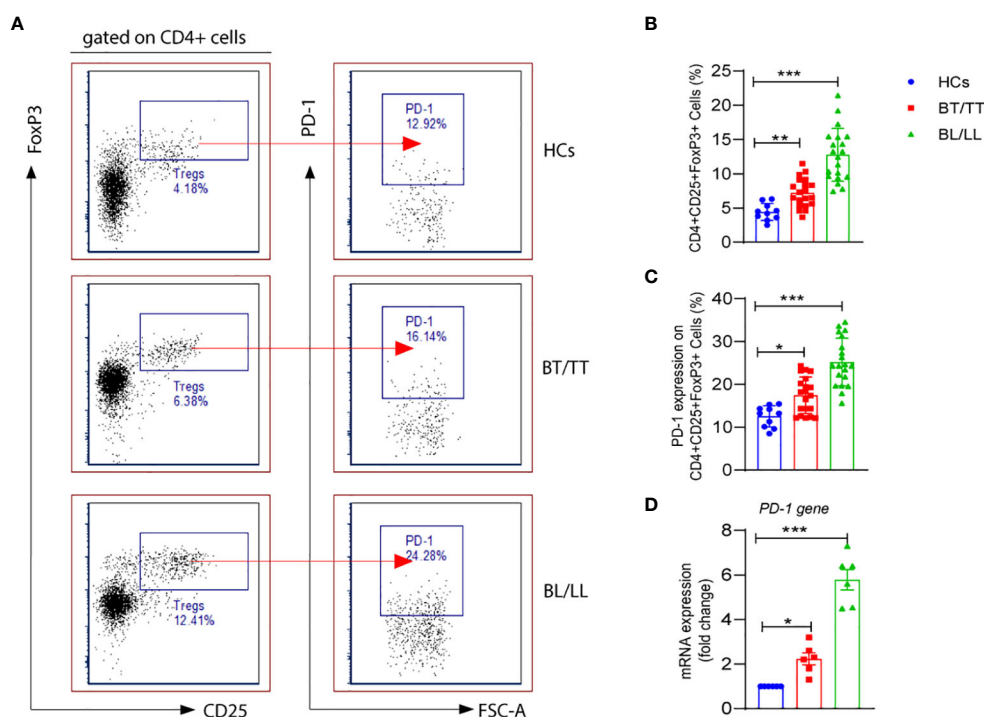 A
gated on CD4+ cells
FoxP3
PD-1
Tregs
4.18%
PD-1
12.92%
HCs
Tregs
6.38%
PD-1
16.14%
BT/TT
Tregs
12.41%
PD-1
24.28%
BL/LL
CD25
FSC-A
B
CD4+CD25+FoxP3+ Cells (%)
25
20
15
10
5
0
***
**
HCs
BT/TT
BL/LL
C
PD-1 expression on
CD4+CD25+FoxP3+ Cells (%)
40
30
20
10
0
***
*
D
PD-1 gene
mRNA expression
(fold change)
8
6
4
2
0
***
*